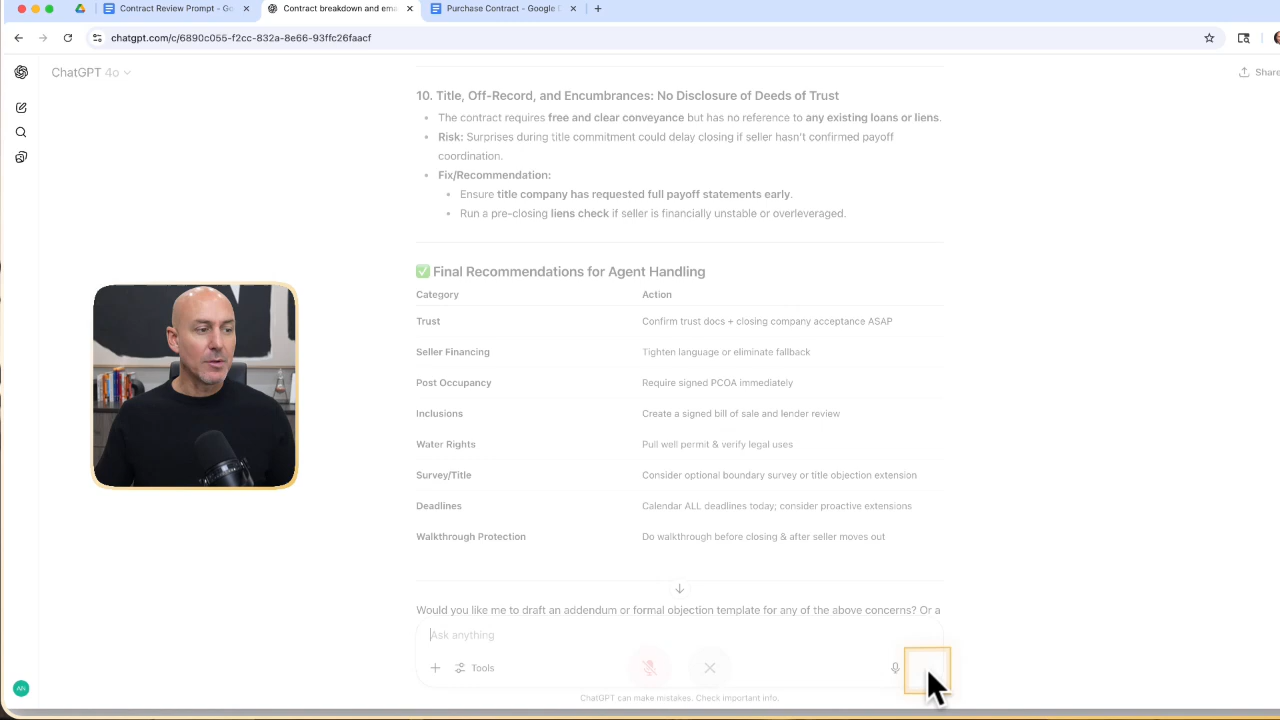 Contract Review Prompt - Go
Contract breakdown and ema
Purchase Contract - Google
chatgpt.com/c/6890c055-f2cc-832a-8e66-93ffc26faacf
ChatGPT 4o
Share
10. Title, Off-Record, and Encumbrances: No Disclosure of Deeds of Trust
• The contract requires free and clear conveyance but has no reference to any existing loans or liens.
• Risk: Surprises during title commitment could delay closing if seller hasn't confirmed payoff
coordination.
• Fix/Recommendation:
• Ensure title company has requested full payoff statements early.
• Run a pre-closing liens check if seller is financially unstable or overleveraged.
✅ Final Recommendations for Agent Handling
Category Action
Trust Confirm trust docs + closing company acceptance ASAP
Seller Financing Tighten language or eliminate fallback
Post Occupancy Require signed PCOA immediately
Inclusions Create a signed bill of sale and lender review
Water Rights Pull well permit & verify legal uses
Survey/Title Consider optional boundary survey or title objection extension
Deadlines Calendar ALL deadlines today; consider proactive extensions
Walkthrough Protection Do walkthrough before closing & after seller moves out
Would you like me to draft an addendum or formal objection template for any of the above concerns? Or a
Ask anything
Tools
ChatGPT can make mistakes. Check important info.
AN